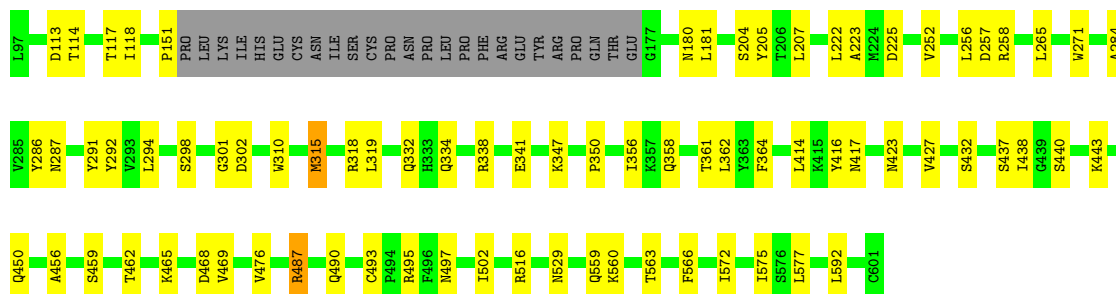 L97 D113 T114 T117 I118 P151 PRO LEU LYS ILE HIS GLU CYS ASN ILE SER CYS PRO PRO ASN PRO LEU PRO PHE ARG GLU TYR ARG PRO PRO GLN THR GLU G177 N180 L181 S204 Y205 T206 L207 L222 A223 M224 D225 V252 L256 D257 R258 L265 W271 A284
V285 Y286 N287 Y291 Y292 V293 L294 S298 G301 D302 W310 M315 R318 L319 Q332 H333 Q334 R338 E341 K347 P350 I356 K357 Q358 T361 L362 Y363 F364 L414 K415 Y416 N417 N423 V427 S432 S437 I438 G439 S440 K443
Q450 A456 S459 T462 K465 D468 V469 V476 R487 Q490 C493 P494 R495 F496 N497 I502 R516 N529 Q559 K560 T563 F566 I572 I575 S576 L577 L592 C601